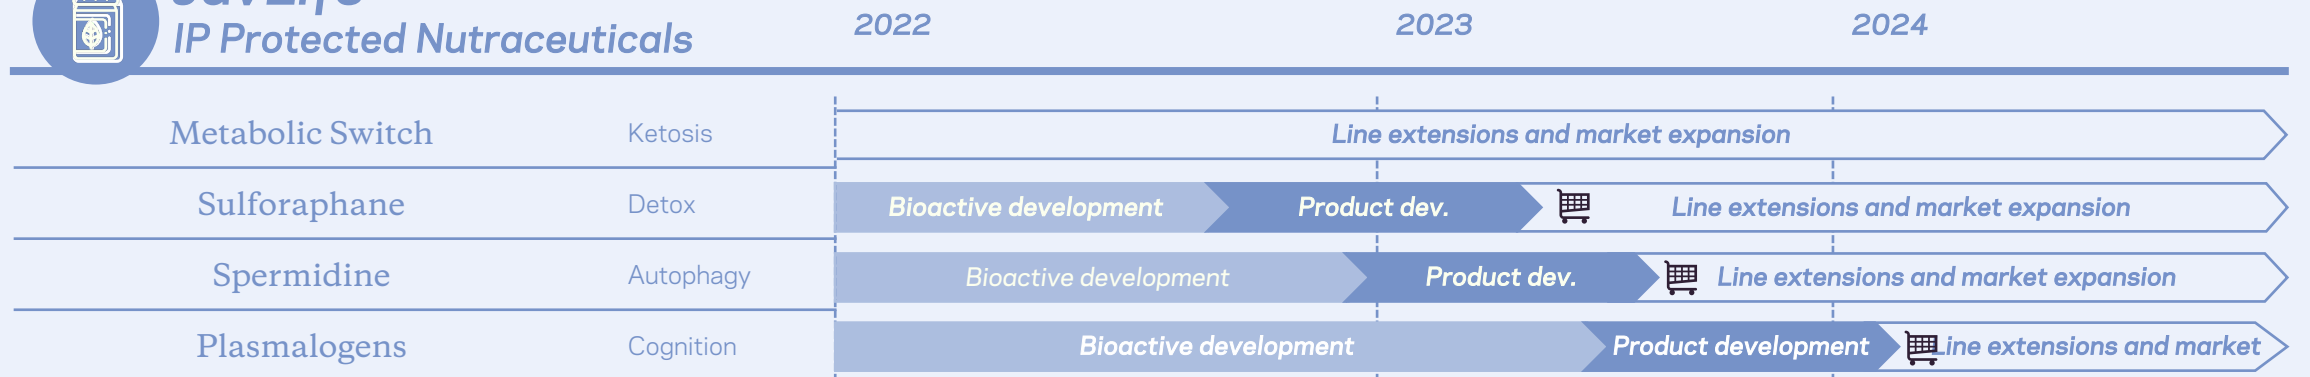 IP Protected Nutraceuticals
2022 2023 2024
Metabolic Switch Ketosis Line extensions and market expansion
Sulforaphane Detox Bioactive development Product dev. Line extensions and market expansion
Spermidine Autophagy Bioactive development Product dev. Line extensions and market expansion
Plasmalogens Cognition Bioactive development Product development Line extensions and market